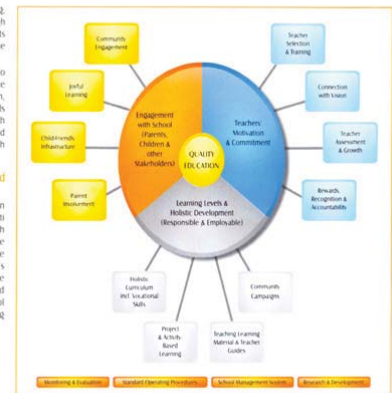 Community
Engagement
Joyful
Learning
Child-Friendly
Infrastructure
Parent
Involvement
Engagement
with School
(Parents,
Children &
other
Stakeholders)
QUALITY
EDUCATION
Teachers'
Motivation
& Commitment
Learning Levels &
Holistic Development
(Responsible & Employable)
Teacher
Selection
& Training
Connection
with Vision
Teacher
Assessment
& Growth
Rewards,
Recognition &
Accountability
Holistic
Curriculum
incl. Vocational
Skills
Project
& Activity
Based
Learning
Teaching Learning
Material & Teacher
Guides
Community
Campaigns
Monitoring & Evaluation
Standard Operating Procedures
School Management System
Research & Development